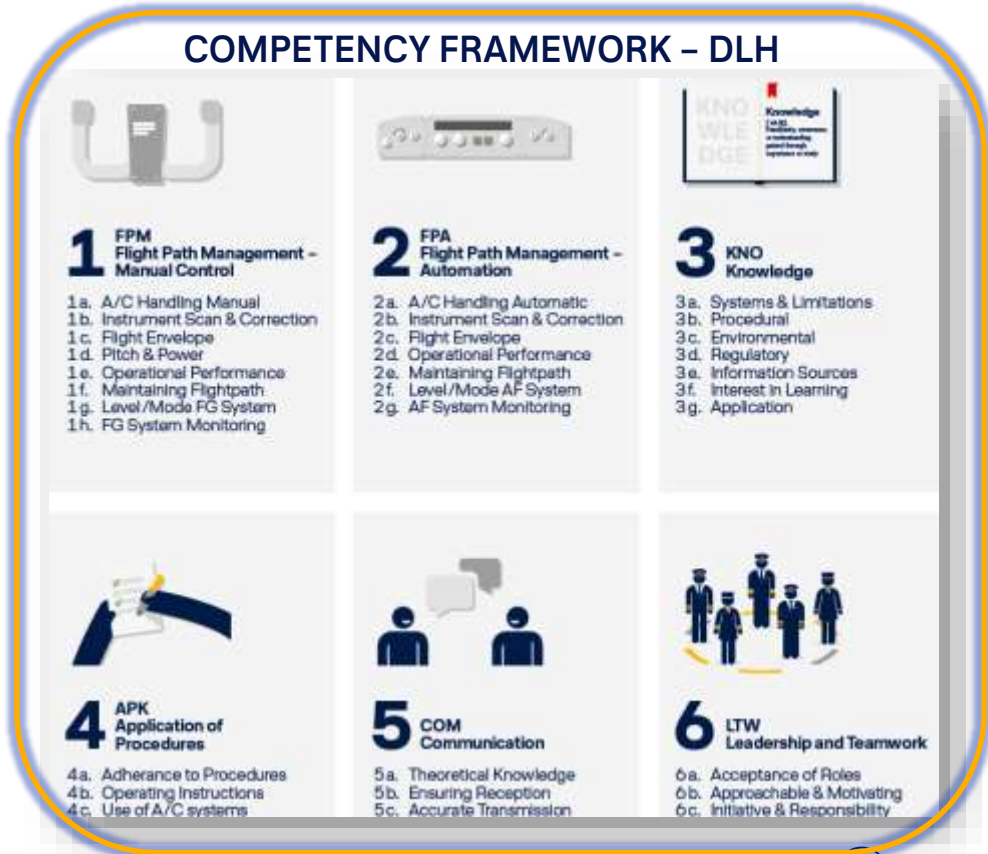 COMPETENCY FRAMEWORK – DLH
KNO
WLE
DGE
Knowledge
1
FPM
Flight Path Management –
Manual Control
1a. A/C Handling Manual
1b. Instrument Scan & Correction
1c. Flight Envelope
1d. Pitch & Power
1e. Operational Performance
1f. Maintaining Flightpath
1g. Level/Mode FG System
1h. FG System Monitoring
2
FPA
Flight Path Management –
Automation
2a. A/C Handling Automatic
2b. Instrument Scan & Correction
2c. Flight Envelope
2d. Operational Performance
2e. Maintaining Flightpath
2f. Level/Mode AF System
2g. AF System Monitoring
3
KNO
Knowledge
3a. Systems & Limitations
3b. Procedural
3c. Environmental
3d. Regulatory
3e. Information Sources
3f. Interest in Learning
3g. Application
4
APK
Application of
Procedures
4a. Adherance to Procedures
4b. Operating Instructions
4c. Use of A/C systems
5
COM
Communication
5a. Theoretical Knowledge
5b. Ensuring Reception
5c. Accurate Transmission
6
LTW
Leadership and Teamwork
6a. Acceptance of Roles
6b. Approachable & Motivating
6c. Initiative & Responsibility